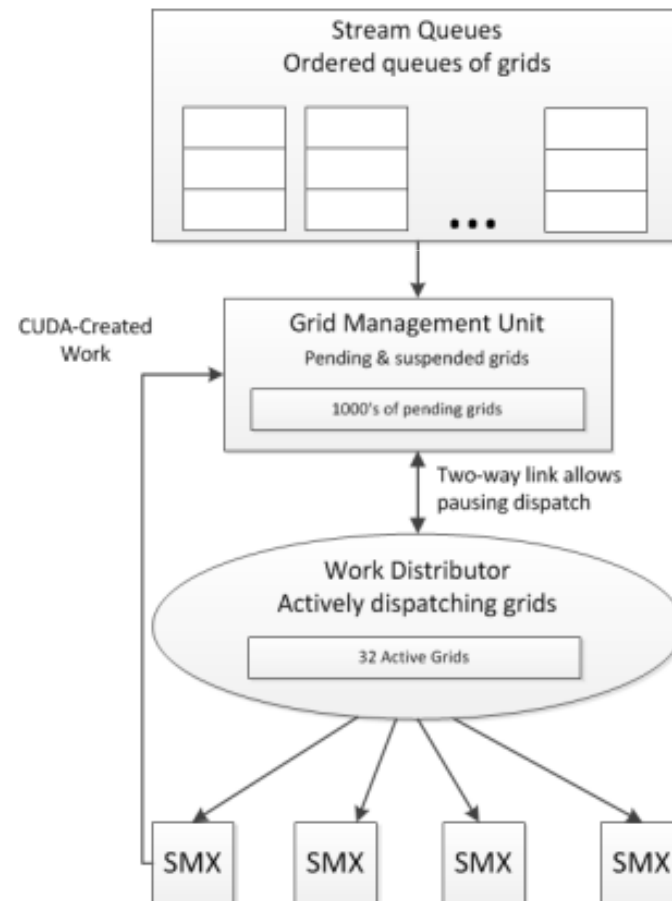 Stream Queues
Ordered queues of grids
...
CUDA-Created
Work
Grid Management Unit
Pending & suspended grids
1000's of pending grids
Two-way link allows
pausing dispatch
Work Distributor
Actively dispatching grids
32 Active Grids
SMX
SMX
SMX
SMX